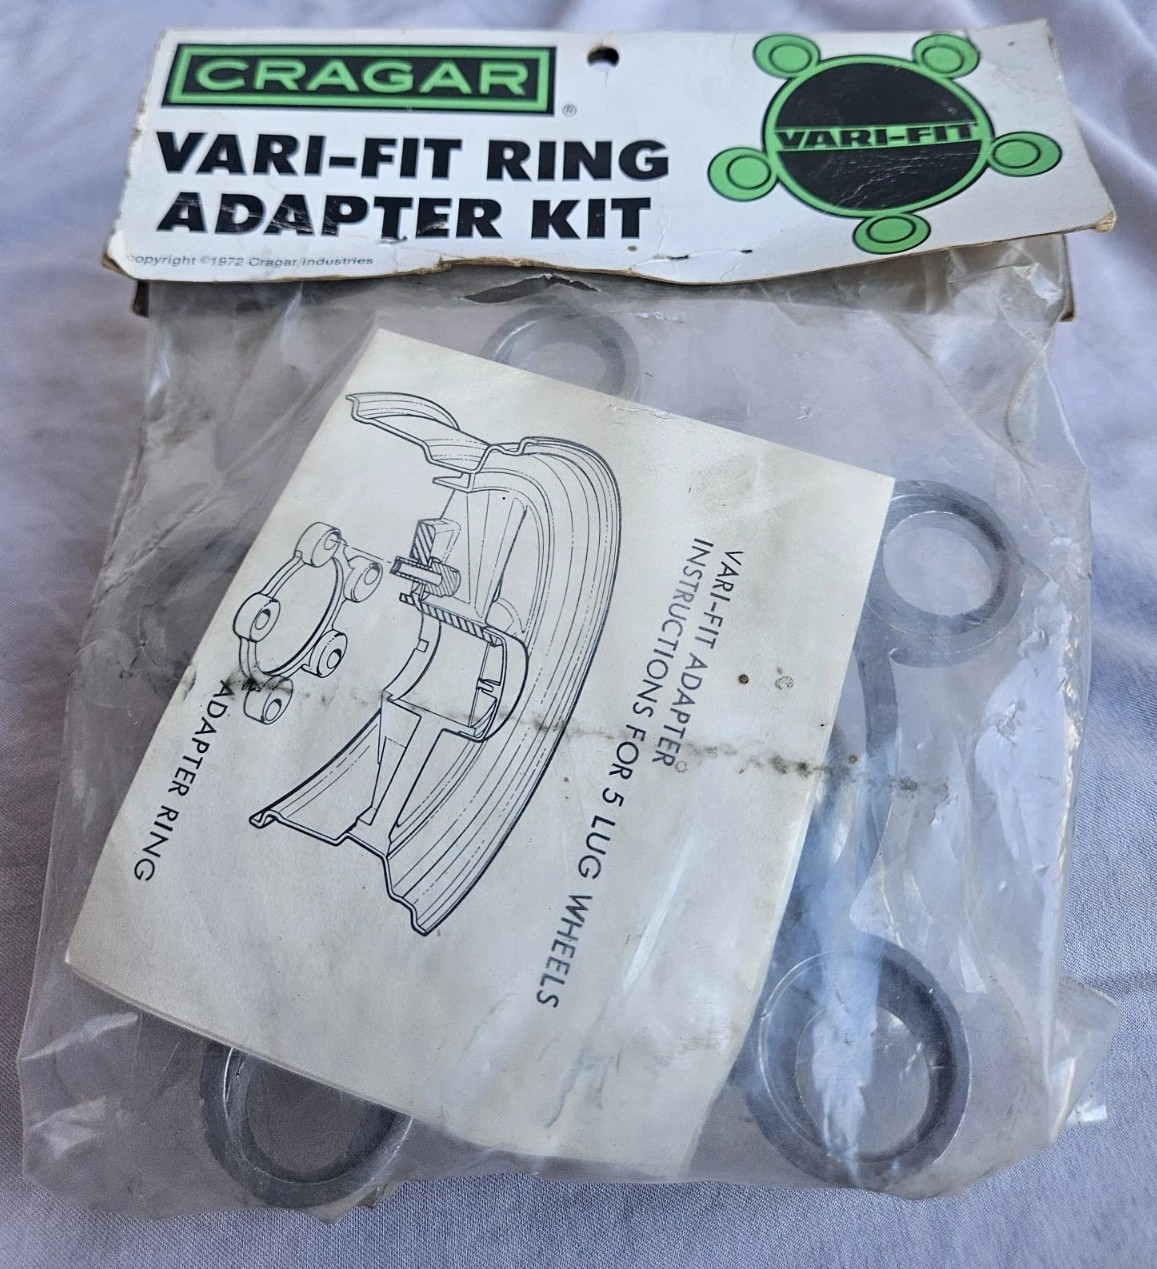 CRAGAR
®
VARI-FIT RING
ADAPTER KIT
copyright ©1972 Cragar Industries
VARI-FIT
VARI-FIT ADAPTER
INSTRUCTIONS FOR 5 LUG WHEELS
ADAPTER RING